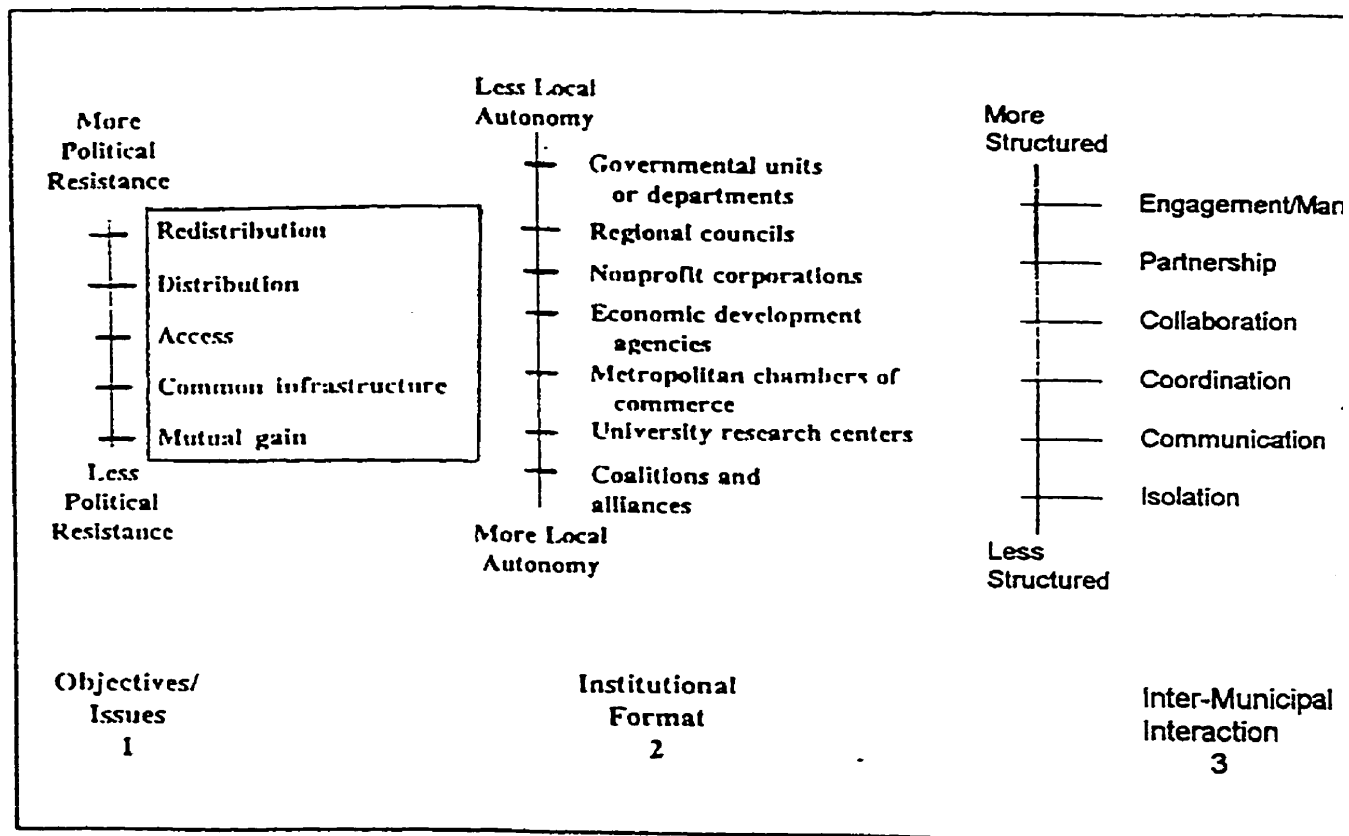 More
Political
Resistance
Redistribution
Distribution
Access
Common infrastructure
Mutual gain
Less
Political
Resistance
Less Local
Autonomy
Governmental units
or departments
Regional councils
Nonprofit corporations
Economic development
agencies
Metropolitan chambers of
commerce
University research centers
Coalitions and
alliances
More Local
Autonomy
More
Structured
Engagement/Man
Partnership
Collaboration
Coordination
Communication
Isolation
Less
Structured
Objectives/
Issues
1
Institutional
Format
2
Inter-Municipal
Interaction
3